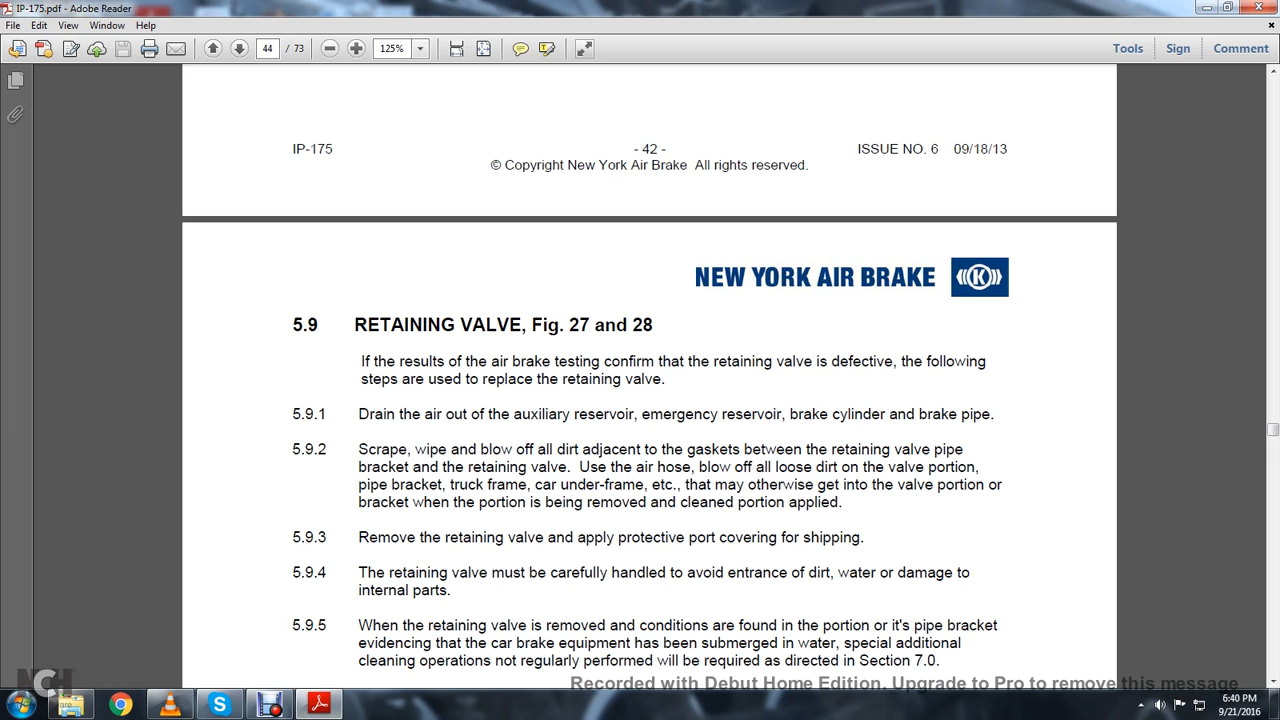 IP-175.pdf - Adobe Reader
File Edit View Window Help
44 / 73 125% Tools Sign Comment
IP-175 - 42 - ISSUE NO. 6 09/18/13
© Copyright New York Air Brake All rights reserved.
NEW YORK AIR BRAKE K
5.9 RETAINING VALVE, Fig. 27 and 28
If the results of the air brake testing confirm that the retaining valve is defective, the following
steps are used to replace the retaining valve.
5.9.1 Drain the air out of the auxiliary reservoir, emergency reservoir, brake cylinder and brake pipe.
5.9.2 Scrape, wipe and blow off all dirt adjacent to the gaskets between the retaining valve pipe
bracket and the retaining valve. Use the air hose, blow off all loose dirt on the valve portion,
pipe bracket, truck frame, car under-frame, etc., that may otherwise get into the valve portion or
bracket when the portion is being removed and cleaned portion applied.
5.9.3 Remove the retaining valve and apply protective port covering for shipping.
5.9.4 The retaining valve must be carefully handled to avoid entrance of dirt, water or damage to
internal parts.
5.9.5 When the retaining valve is removed and conditions are found in the portion or it's pipe bracket
evidencing that the car brake equipment has been submerged in water, special additional
cleaning operations not regularly performed will be required as directed in Section 7.0.
NCH
Recorded with Debut Home Edition. Upgrade to Pro to remove this message
6:40 PM
9/21/2016